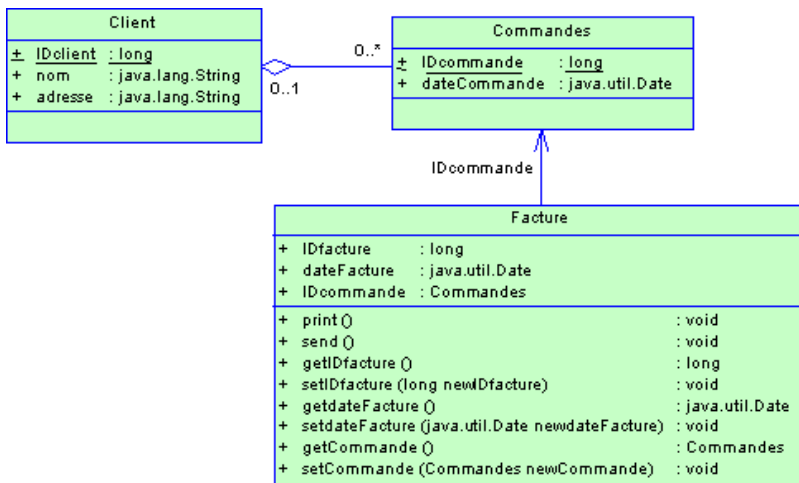 Client
+ IDclient : long
+ nom : java.lang.String
+ adresse : java.lang.String
0..1
0..*
Commandes
+ IDcommande : long
+ dateCommande : java.util.Date
IDcommande
Facture
+ IDfacture : long
+ dateFacture : java.util.Date
+ IDcommande : Commandes
+ print () : void
+ send () : void
+ getIDfacture () : long
+ setIDfacture (long newIDfacture) : void
+ getdateFacture () : java.util.Date
+ setdateFacture (java.util.Date newdateFacture) : void
+ getCommande () : Commandes
+ setCommande (Commandes newCommande) : void